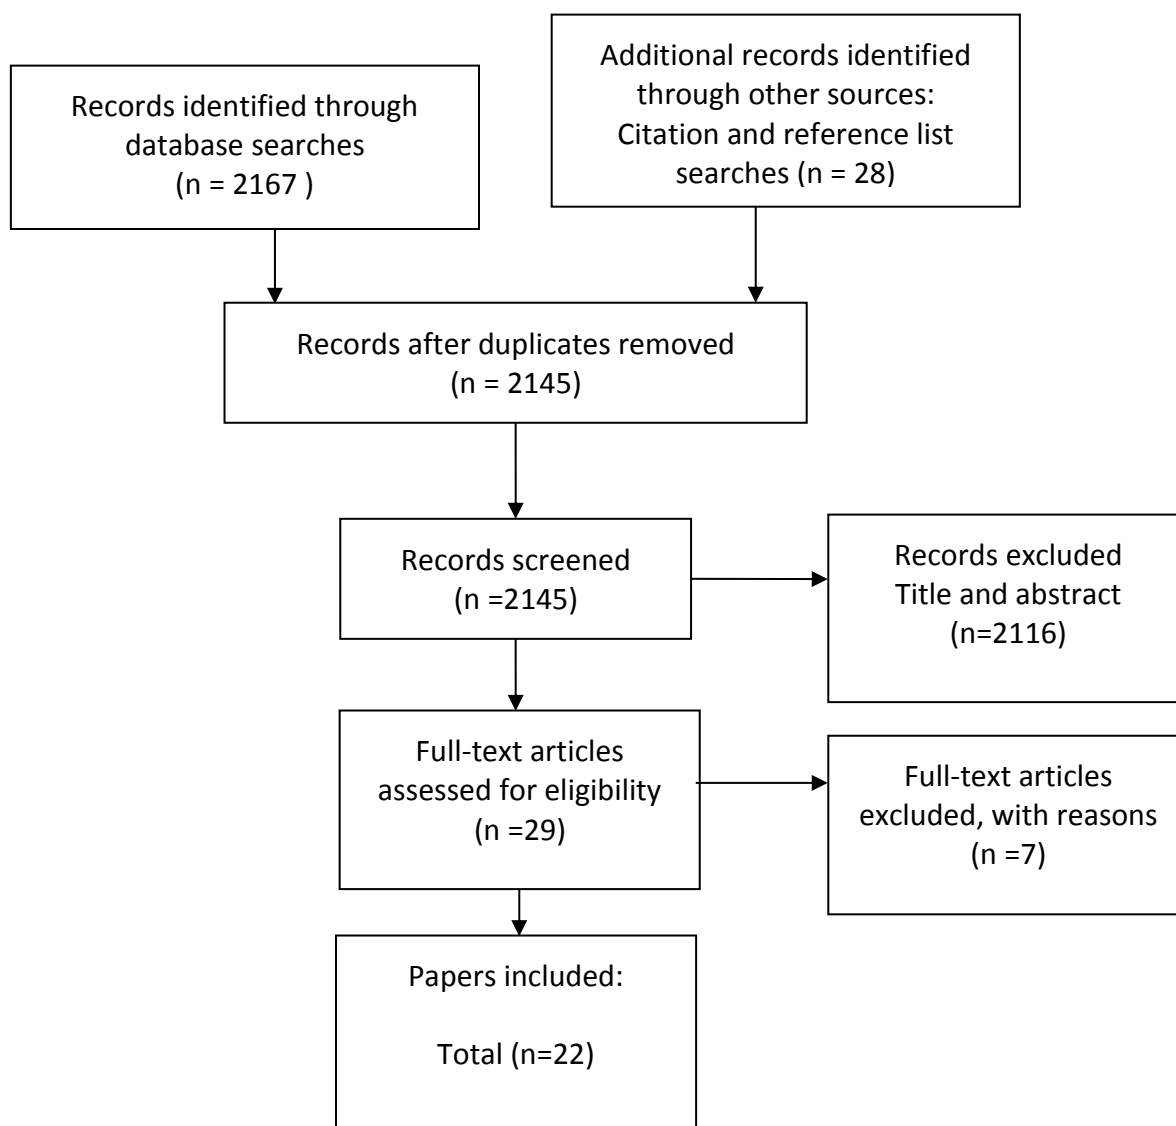 Records identified through
database searches
(n = 2167 )
Additional records identified
through other sources:
Citation and reference list
searches (n = 28)
Records after duplicates removed
(n = 2145)
Records screened
(n =2145)
Records excluded
Title and abstract
(n=2116)
Full-text articles
assessed for eligibility
(n =29)
Full-text articles
excluded, with reasons
(n =7)
Papers included:
Total (n=22)